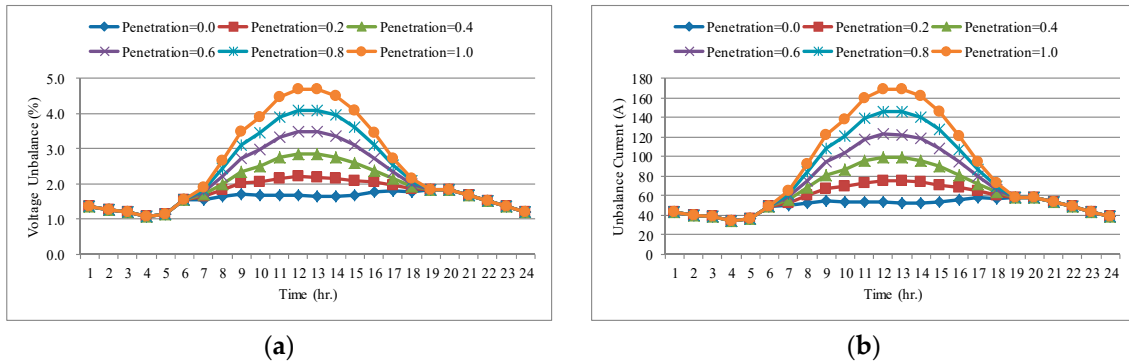 Penetration=0.0 Penetration=0.2 Penetration=0.4
Penetration=0.6 Penetration=0.8 Penetration=1.0
5.0
4.0
3.0
2.0
1.0
0.0
Voltage Unbalance (%)
1 2 3 4 5 6 7 8 9 10 11 12 13 14 15 16 17 18 19 20 21 22 23 24
Time (hr.)
(a)
Penetration=0.0 Penetration=0.2 Penetration=0.4
Penetration=0.6 Penetration=0.8 Penetration=1.0
180
160
140
120
100
80
60
40
20
0
Unbalance Current (A)
1 2 3 4 5 6 7 8 9 10 11 12 13 14 15 16 17 18 19 20 21 22 23 24
Time (hr.)
(b)